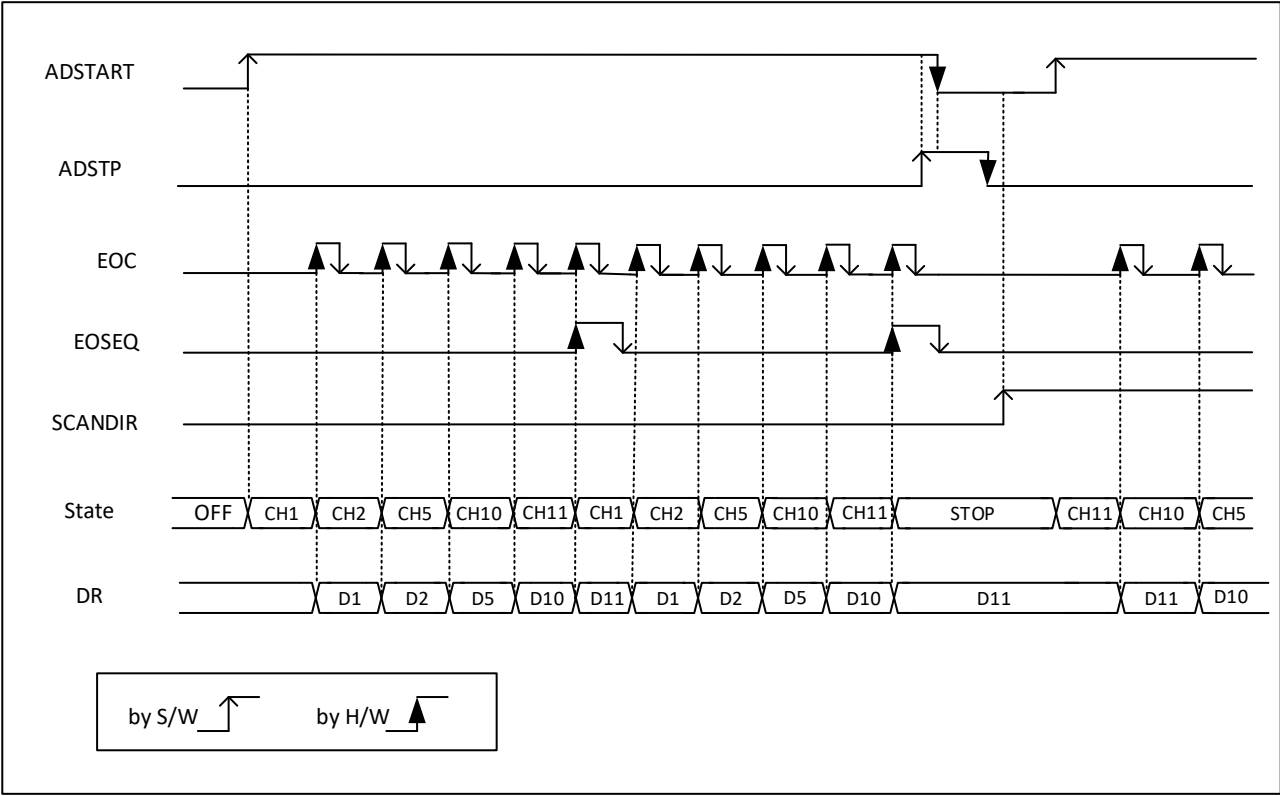 ADSTART
ADSTP
EOC
EOSEQ
SCANDIR
State OFF CH1 CH2 CH5 CH10 CH11 CH1 CH2 CH5 CH10 CH11 STOP CH11 CH10 CH5
DR D1 D2 D5 D10 D11 D1 D2 D5 D10 D11 D11 D10
by S/W by H/W